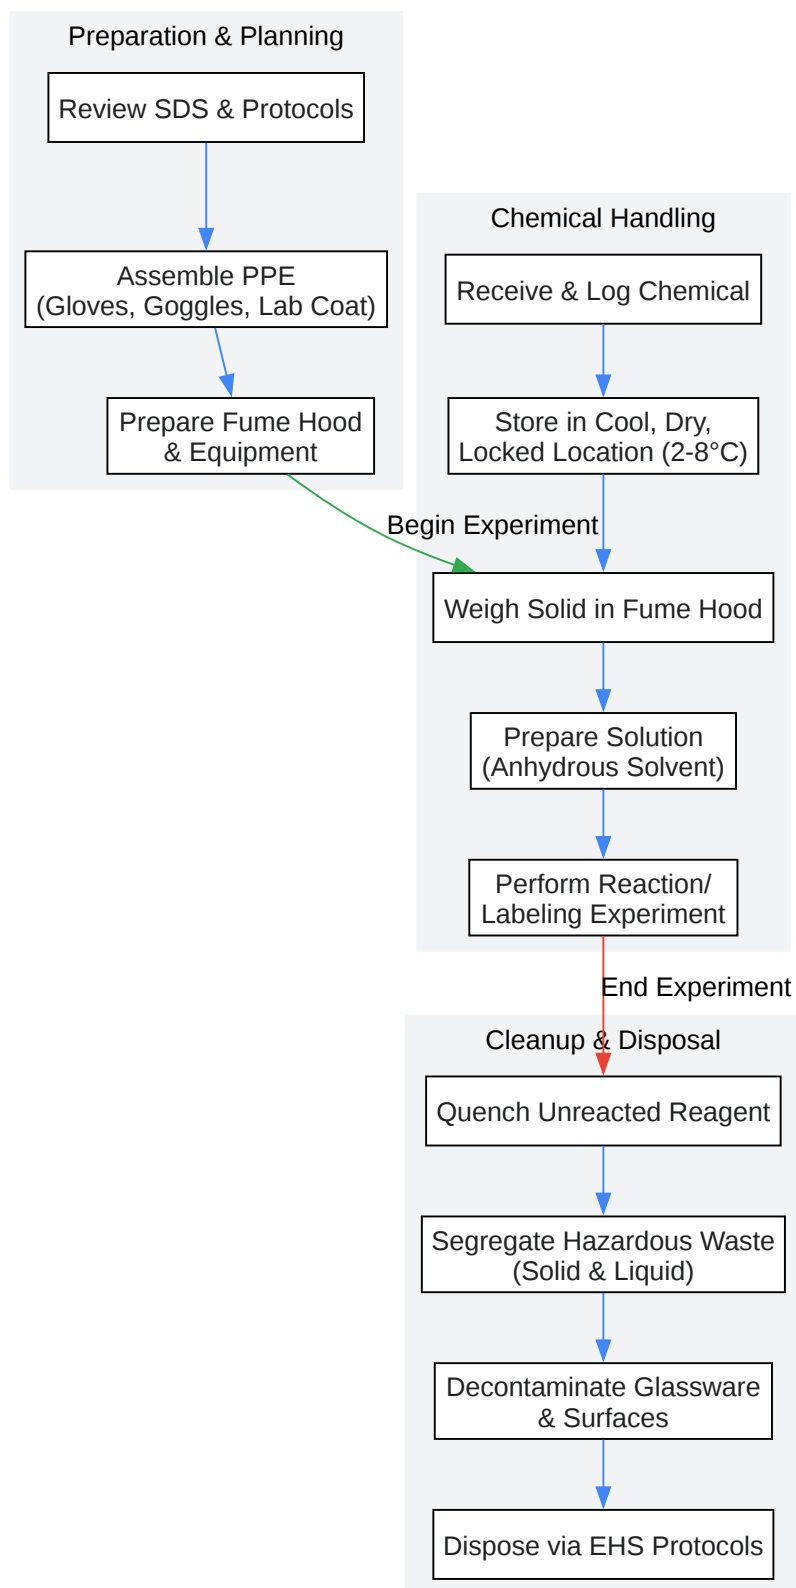 Preparation & Planning
Review SDS & Protocols
Assemble PPE
(Gloves, Goggles, Lab Coat)
Prepare Fume Hood
& Equipment
Chemical Handling
Receive & Log Chemical
Store in Cool, Dry,
Locked Location (2-8°C)
Begin Experiment
Weigh Solid in Fume Hood
Prepare Solution
(Anhydrous Solvent)
Perform Reaction/
Labeling Experiment
End Experiment
Cleanup & Disposal
Quench Unreacted Reagent
Segregate Hazardous Waste
(Solid & Liquid)
Decontaminate Glassware
& Surfaces
Dispose via EHS Protocols